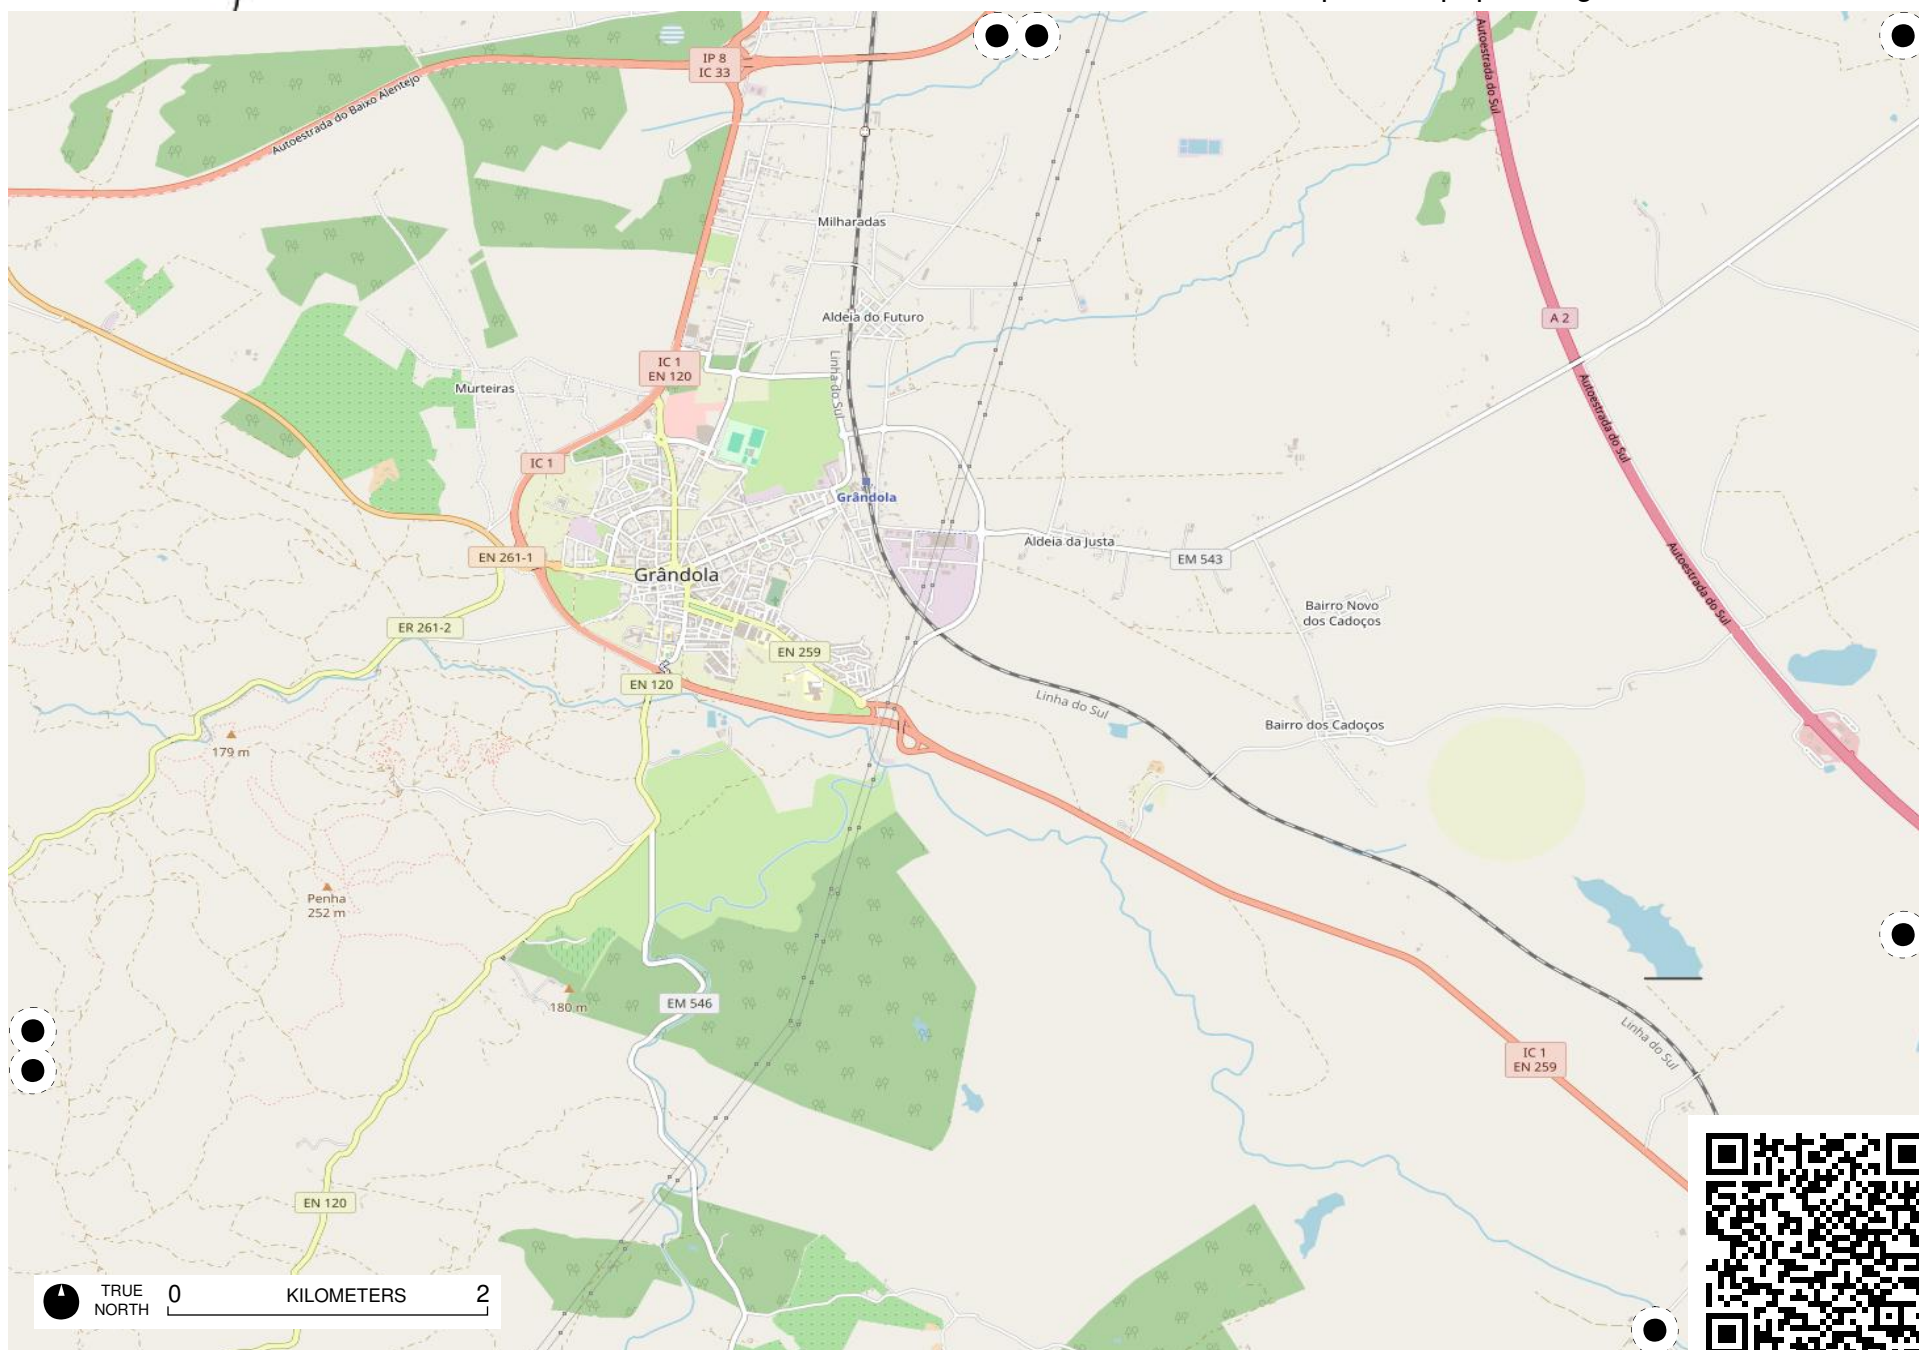 IP 8
IC 33
Autoestrada do Baixo Alentejo
Autoestrada do Sul
Milharadas
Aldeia do Futuro
A 2
Linha do Sul
IC 1
EN 120
Murteiras
Autoestrada do Sul
IC 1
Grândola
EN 261-1
Aldeia da Justa
EM 543
Autoestrada do Sul
Grândola
Bairro Novo
dos Cadoços
ER 261-2
EN 259
EN 120
Linha do Sul
Bairro dos Cadoços
179 m
Penha
252 m
180 m
EM 546
Linha do Sul
IC 1
EN 259
EN 120
TRUE
NORTH
0 KILOMETERS 2